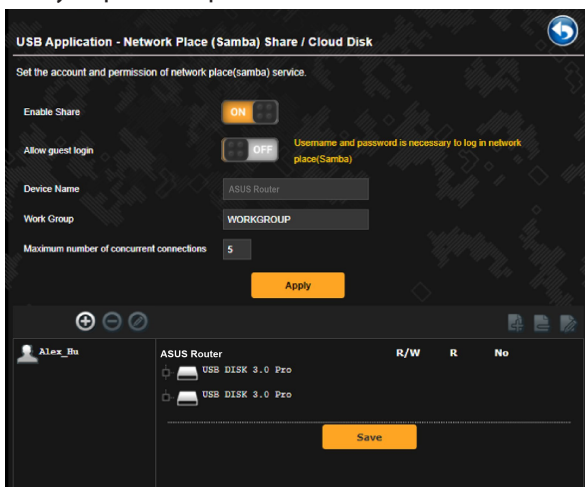 USB Application - Network Place (Samba) Share / Cloud Disk
Set the account and permission of network place(samba) service.
Enable Share
ON
Allow guest login
OFF
Username and password is necessary to log in network
place(Samba)
Device Name
ASUS Router
Work Group
WORKGROUP
Maximum number of concurrent connections
5
Apply
Alex_Hu
ASUS Router
R/W
R
No
USB DISK 3.0 Pro
USB DISK 3.0 Pro
Save